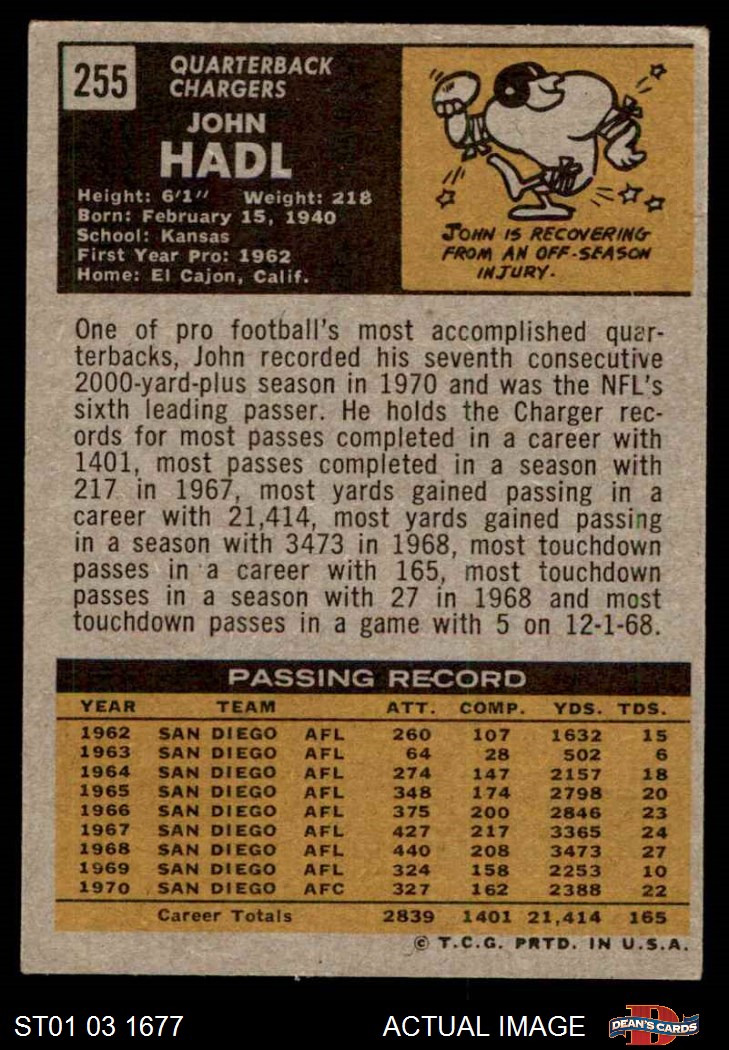 255
QUARTERBACK
CHARGERS
JOHN
HADL
Height: 6'1" Weight: 218
Born: February 15, 1940
School: Kansas
First Year Pro: 1962
Home: El Cajon, Calif.
JOHN IS RECOVERING
FROM AN OFF-SEASON
INJURY.
One of pro football's most accomplished quar-
terbacks, John recorded his seventh consecutive
2000-yard-plus season in 1970 and was the NFL's
sixth leading passer. He holds the Charger rec-
ords for most passes completed in a career with
1401, most passes completed in a season with
217 in 1967, most yards gained passing in a
career with 21,414, most yards gained passing
in a season with 3473 in 1968, most touchdown
passes in a career with 165, most touchdown
passes in a season with 27 in 1968 and most
touchdown passes in a game with 5 on 12-1-68.
PASSING RECORD
YEAR TEAM ATT. COMP. YDS. TDS.
1962 SAN DIEGO AFL 260 107 1632 15
1963 SAN DIEGO AFL 64 28 502 6
1964 SAN DIEGO AFL 274 147 2157 18
1965 SAN DIEGO AFL 348 174 2798 20
1966 SAN DIEGO AFL 375 200 2846 23
1967 SAN DIEGO AFL 427 217 3365 24
1968 SAN DIEGO AFL 440 208 3473 27
1969 SAN DIEGO AFL 324 158 2253 10
1970 SAN DIEGO AFC 327 162 2388 22
Career Totals 2839 1401 21,414 165
© T.C.G. PRTD. IN U.S.A.
ST01 03 1677 ACTUAL IMAGE DEAN'S CARDS